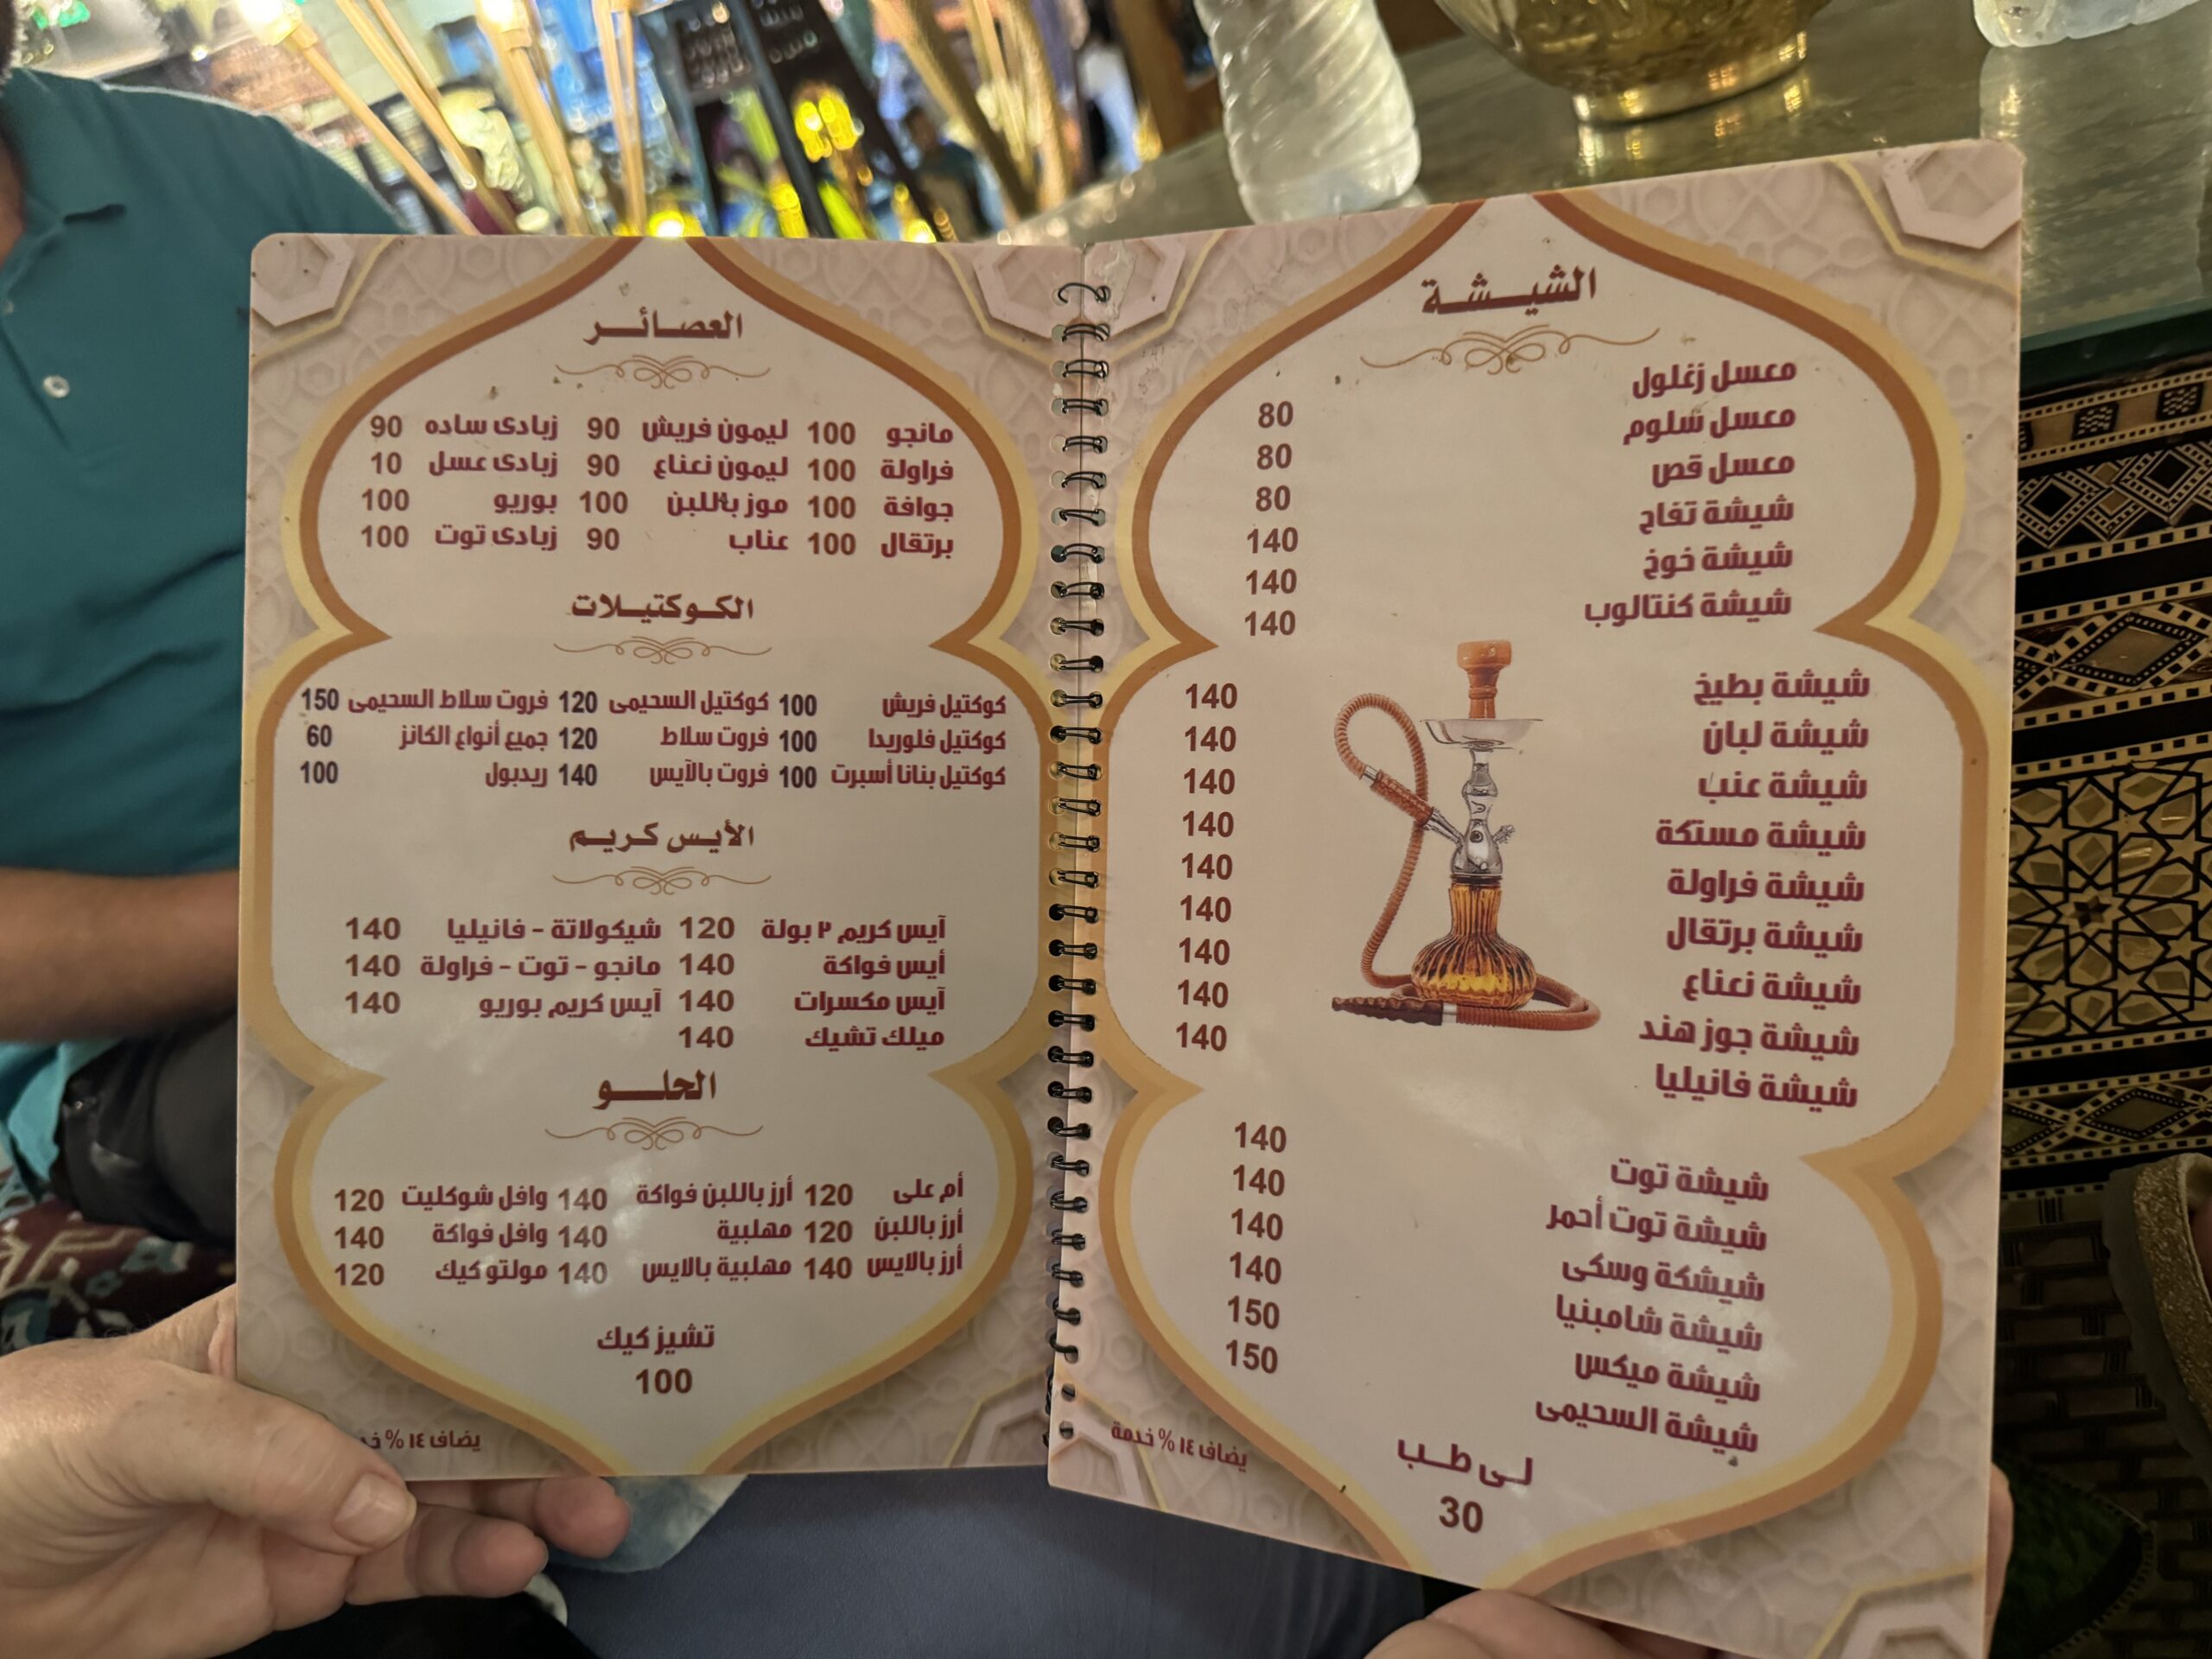 العصائر
مانجو 100 ليمون فريش 90 زبادى ساده 90
فراولة 100 ليمون نعناع 90 زبادى عسل 10
جوافة 100 موز باللبن 100 بوريو 100
برتقال 100 عناب 90 زبادى توت 100
الكوكتيلات
كوكتيل فريش 100 كوكتيل السحيمى 120 فروت سلاط السحيمى 150
كوكتيل فلوريدا 100 فروت سلاط 120 جميع أنواع الكانز 60
كوكتيل بنانا أسبرت 100 فروت بالآيس 140 ريدبول 100
الأيس كريم
آيس كريم ٢ بولة 120 شيكولاتة - فانيليا 140
أيس فواكة 140 مانجو - توت - فراولة 140
آيس مكسرات 140 آيس كريم بوريو 140
ميلك تشيك 140
الحلو
أم على 120 أرز باللبن فواكة 140 وافل شوكليت 120
أرز باللبن 120 مهلبية 140 وافل فواكة 140
أرز بالايس 140 مهلبية بالايس 140 مولتو كيك 120
تشيز كيك
100
يضاف ١٤ %
الشيشة
معسل زغلول 80
معسل سلوم 80
معسل قص 80
شيشة تفاح 140
شيشة خوخ 140
شيشة كنتالوب 140
شيشة بطيخ 140
شيشة لبان 140
شيشة عنب 140
شيشة مستكة 140
شيشة فراولة 140
شيشة برتقال 140
شيشة نعناع 140
شيشة جوز هند 140
شيشة فانيليا 140
شيشة توت 140
شيشة توت أحمر 140
شيشكة وسكى 140
شيشة شامبنيا 140
شيشة ميكس 150
شيشة السحيمى 150
لى طب
30
يضاف ١٤ % خدمة